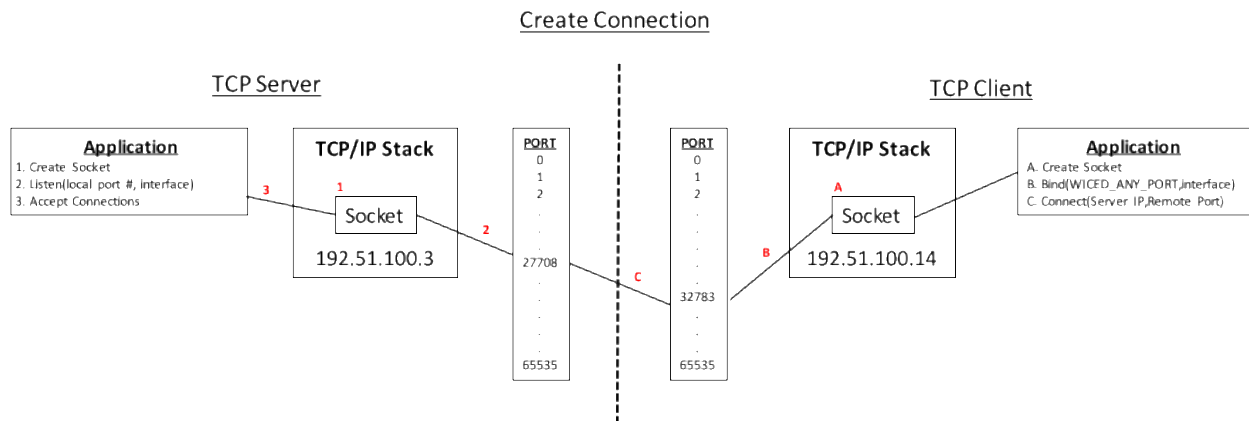 Create Connection
TCP Server
Application
1. Create Socket
2. Listen(local port #, interface)
3. Accept Connections
3
TCP/IP Stack
1
Socket
192.51.100.3
2
PORT
0
1
2
.
.
.
27708
.
.
.
.
65535
C
TCP Client
PORT
0
1
2
.
.
.
.
.
32783
.
.
.
65535
B
TCP/IP Stack
A
Socket
192.51.100.14
Application
A. Create Socket
B. Bind(WICED_ANY_PORT,interface)
C. Connect(Server IP,Remote Port)